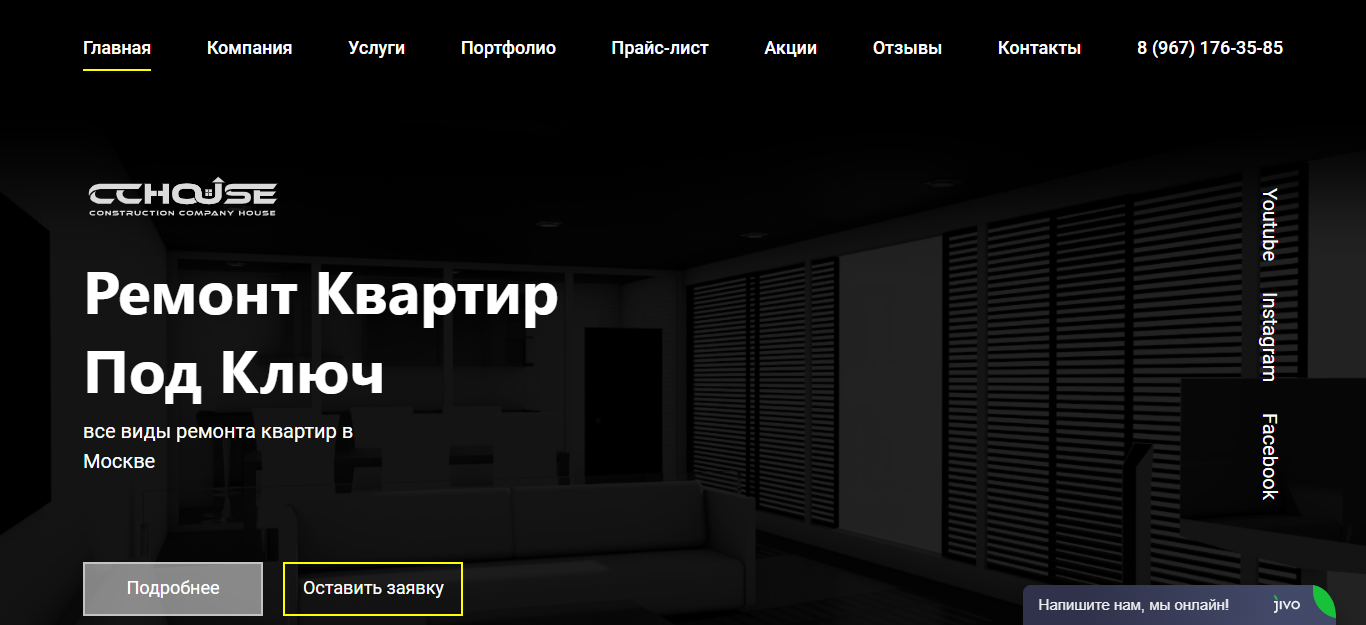 Главная Компания Услуги Портфолио Прайс-лист Акции Отзывы Контакты 8 (967) 176-35-85
CCHOUSE
CONSTRUCTION COMPANY HOUSE
Ремонт Квартир
Под Ключ
все виды ремонта квартир в
Москве
Подробнее Оставить заявку
Youtube
Instagram
Facebook
Напишите нам, мы онлайн! jivo